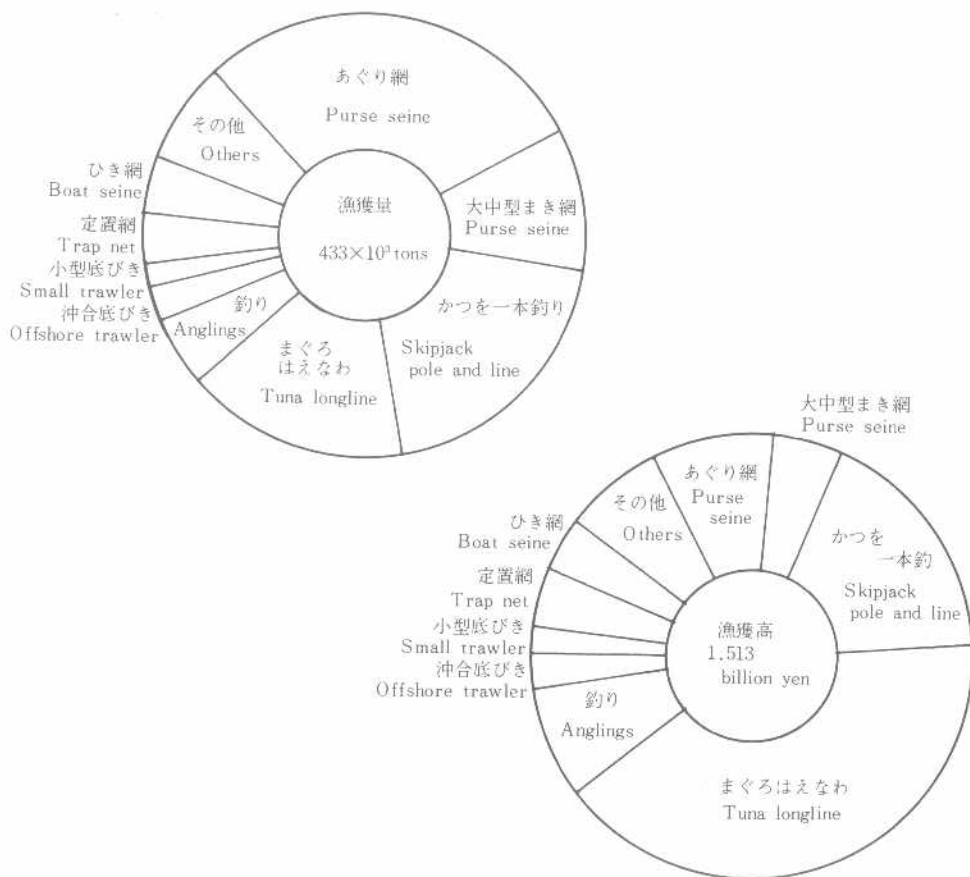 あぐり網
Purse seine
その他
Others
ひき網
Boat seine
定置網
Trap net
小型底びき
Small trawler
沖合底びき
Offshore trawler
釣り
Anglings
まぐろ
はえなわ
Tuna longline
かつを一本釣り
Skipjack
pole and line
大中型まき網
Purse seine
漁獲量
433×10³ tons
大中型まき網
Purse seine
あぐり網
Purse
seine
その他
Others
ひき網
Boat seine
定置網
Trap net
小型底びき
Small trawler
沖合底びき
Offshore trawler
釣り
Anglings
まぐろはえなわ
Tuna longline
かつを
一本釣
Skipjack
pole and line
漁獲高
1.513
billion yen